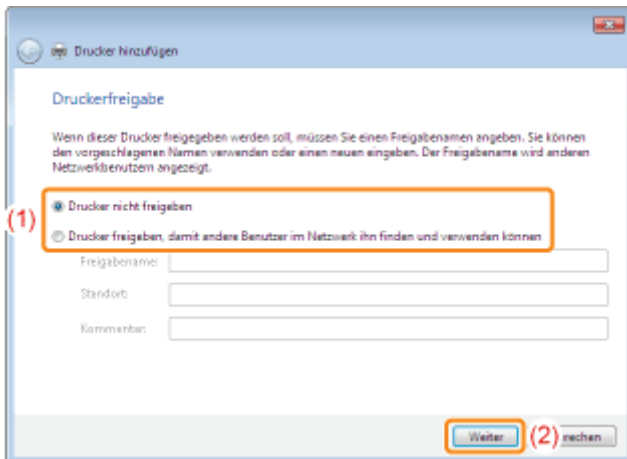 Drucker hinzufügen
Druckerfreigabe
Wenn dieser Drucker freigegeben werden soll, müssen Sie einen Freigabenamen angeben. Sie können
den vorgeschlagenen Namen verwenden oder einen neuen eingeben. Der Freigabename wird anderen
Netzwerkbenutzern angezeigt.
(1)
Drucker nicht freigeben
Drucker freigeben, damit andere Benutzer im Netzwerk ihn finden und verwenden können
Freigabename:
Standort:
Kommentar:
Weiter (2) rechen